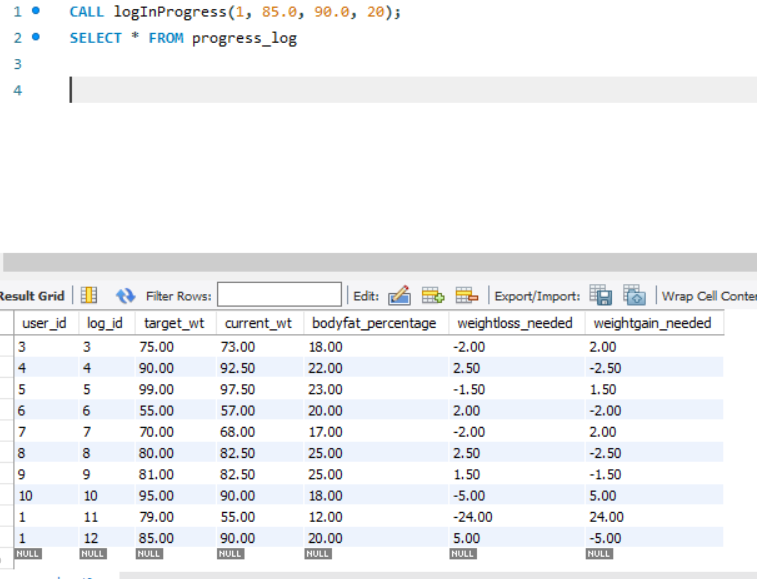 1 CALL logInProgress(1, 85.0, 90.0, 20);
2 SELECT * FROM progress_log
3
4
Result Grid Filter Rows: Edit: Export/Import: Wrap Cell Conter
user_id log_id target_wt current_wt bodyfat_percentage weightloss_needed weightgain_needed
3 3 75.00 73.00 18.00 -2.00 2.00
4 4 90.00 92.50 22.00 2.50 -2.50
5 5 99.00 97.50 23.00 -1.50 1.50
6 6 55.00 57.00 20.00 2.00 -2.00
7 7 70.00 68.00 17.00 -2.00 2.00
8 8 80.00 82.50 25.00 2.50 -2.50
9 9 81.00 82.50 25.00 1.50 -1.50
10 10 95.00 90.00 18.00 -5.00 5.00
1 11 79.00 55.00 12.00 -24.00 24.00
1 12 85.00 90.00 20.00 5.00 -5.00
NULL NULL NULL NULL NULL NULL NULL